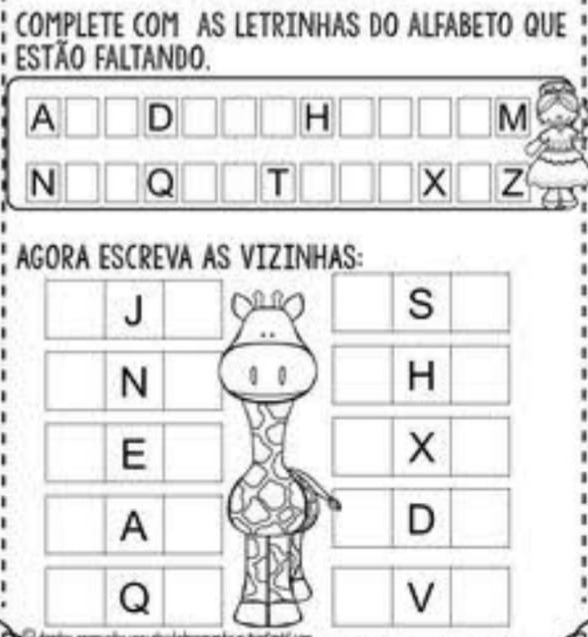 COMPLETE COM AS LETRINHAS DO ALFABETO QUE
ESTÃO FALTANDO.
A D H M
N Q T X Z
AGORA ESCREVA AS VIZINHAS:
J S
N H
E X
A D
Q V